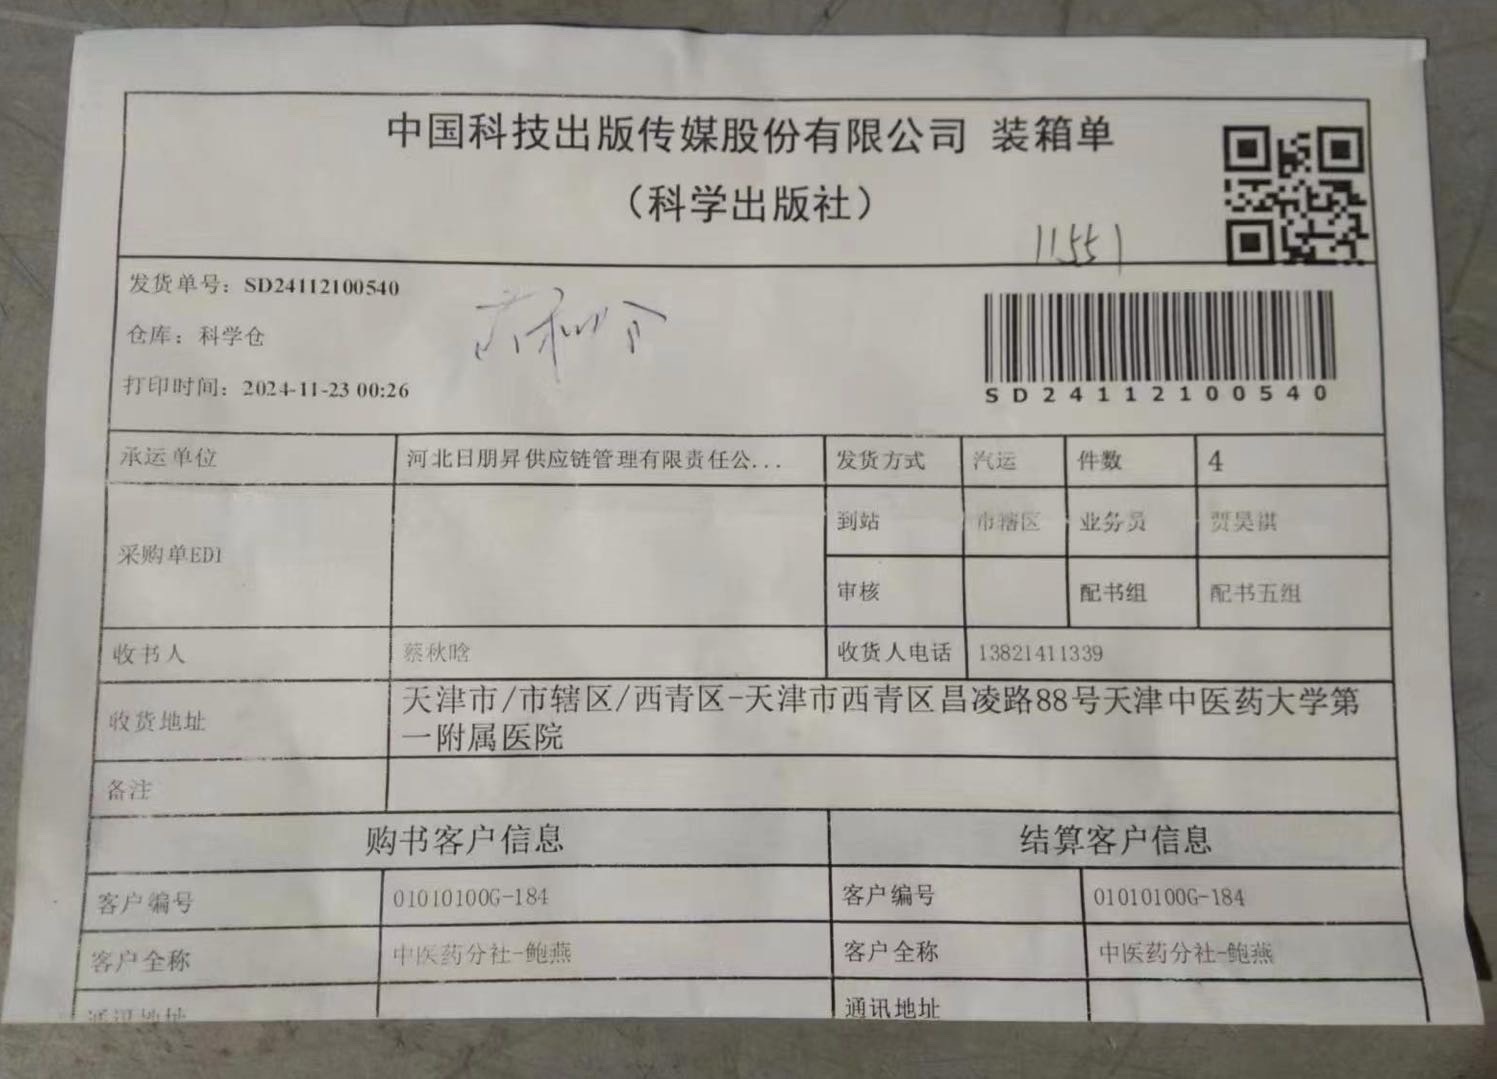 中国科技出版传媒股份有限公司 装箱单
（科学出版社）
11551
发货单号：SD24112100540
仓库：科学仓
打印时间：2024-11-23 00:26
SD24112100540
承运单位 河北日朋昇供应链管理有限责任公... 发货方式 汽运 件数 4
采购单EDI 到站 市辖区 业务员 贾昊祺
审核 配书组 配书五组
收书人 蔡秋晗 收货人电话 13821411339
收货地址 天津市/市辖区/西青区-天津市西青区昌凌路88号天津中医药大学第
一附属医院
备注
购书客户信息 结算客户信息
客户编号 01010100G-184 客户编号 01010100G-184
客户全称 中医药分社-鲍燕 客户全称 中医药分社-鲍燕
通讯地址 通讯地址